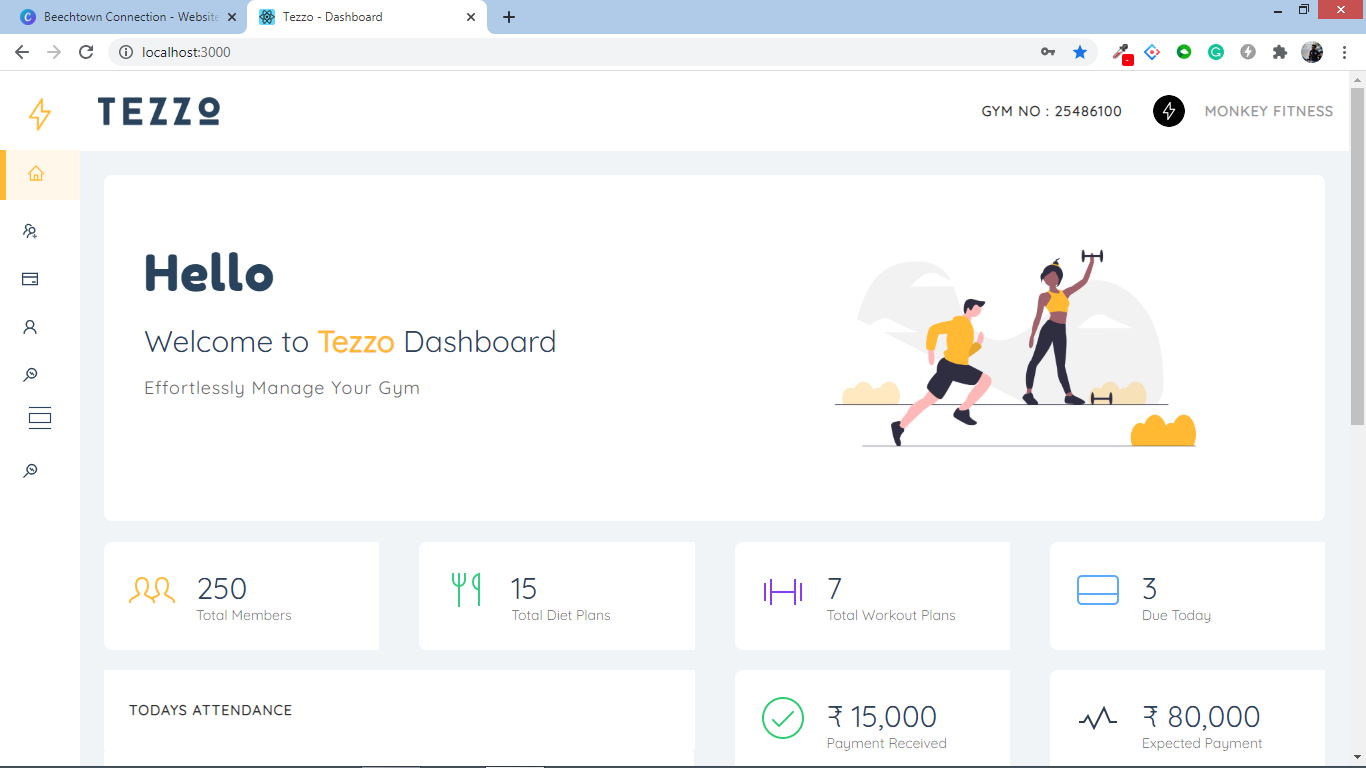 Beechtown Connection - Website
Tezzo - Dashboard
localhost:3000
TEZZO
GYM NO : 25486100
MONKEY FITNESS
Hello
Welcome to Tezzo Dashboard
Effortlessly Manage Your Gym
250
Total Members
15
Total Diet Plans
7
Total Workout Plans
3
Due Today
TODAYS ATTENDANCE
₹ 15,000
Payment Received
₹ 80,000
Expected Payment